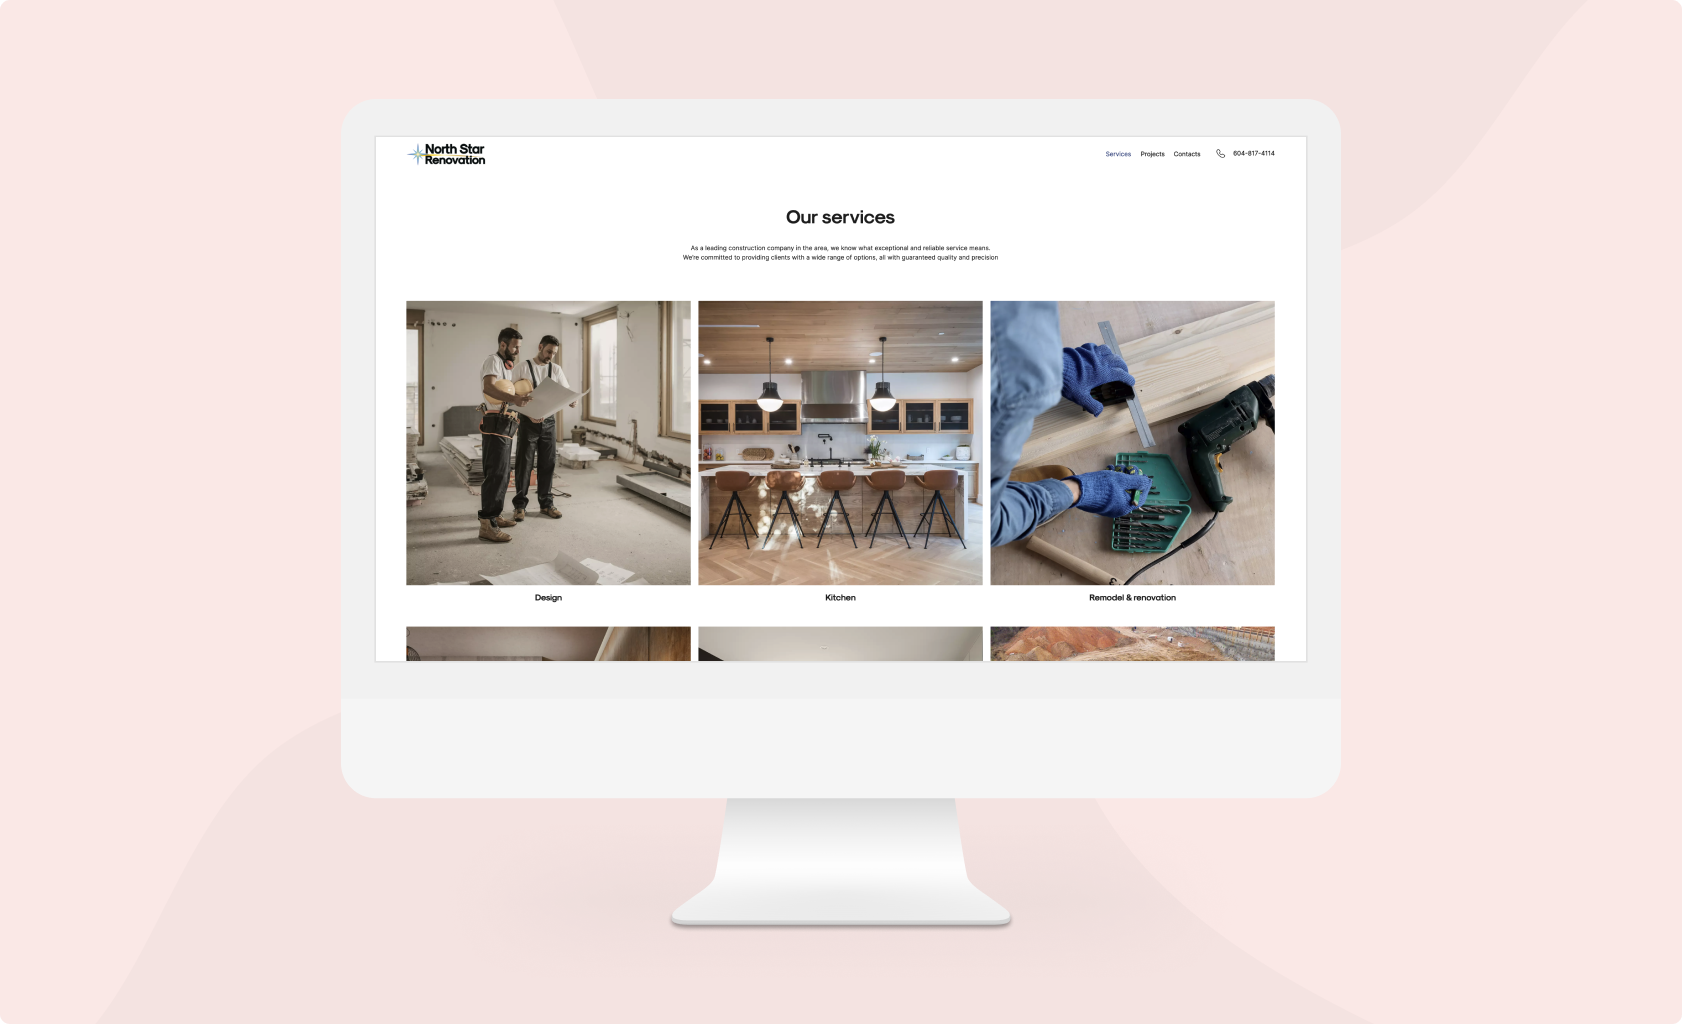 North Star
Renovation
Services
Projects
Contacts
604-817-4114
Our services
As a leading construction company in the area, we know what exceptional and reliable service means.
We're committed to providing clients with a wide range of options, all with guaranteed quality and precision
Design
Kitchen
Remodel & renovation